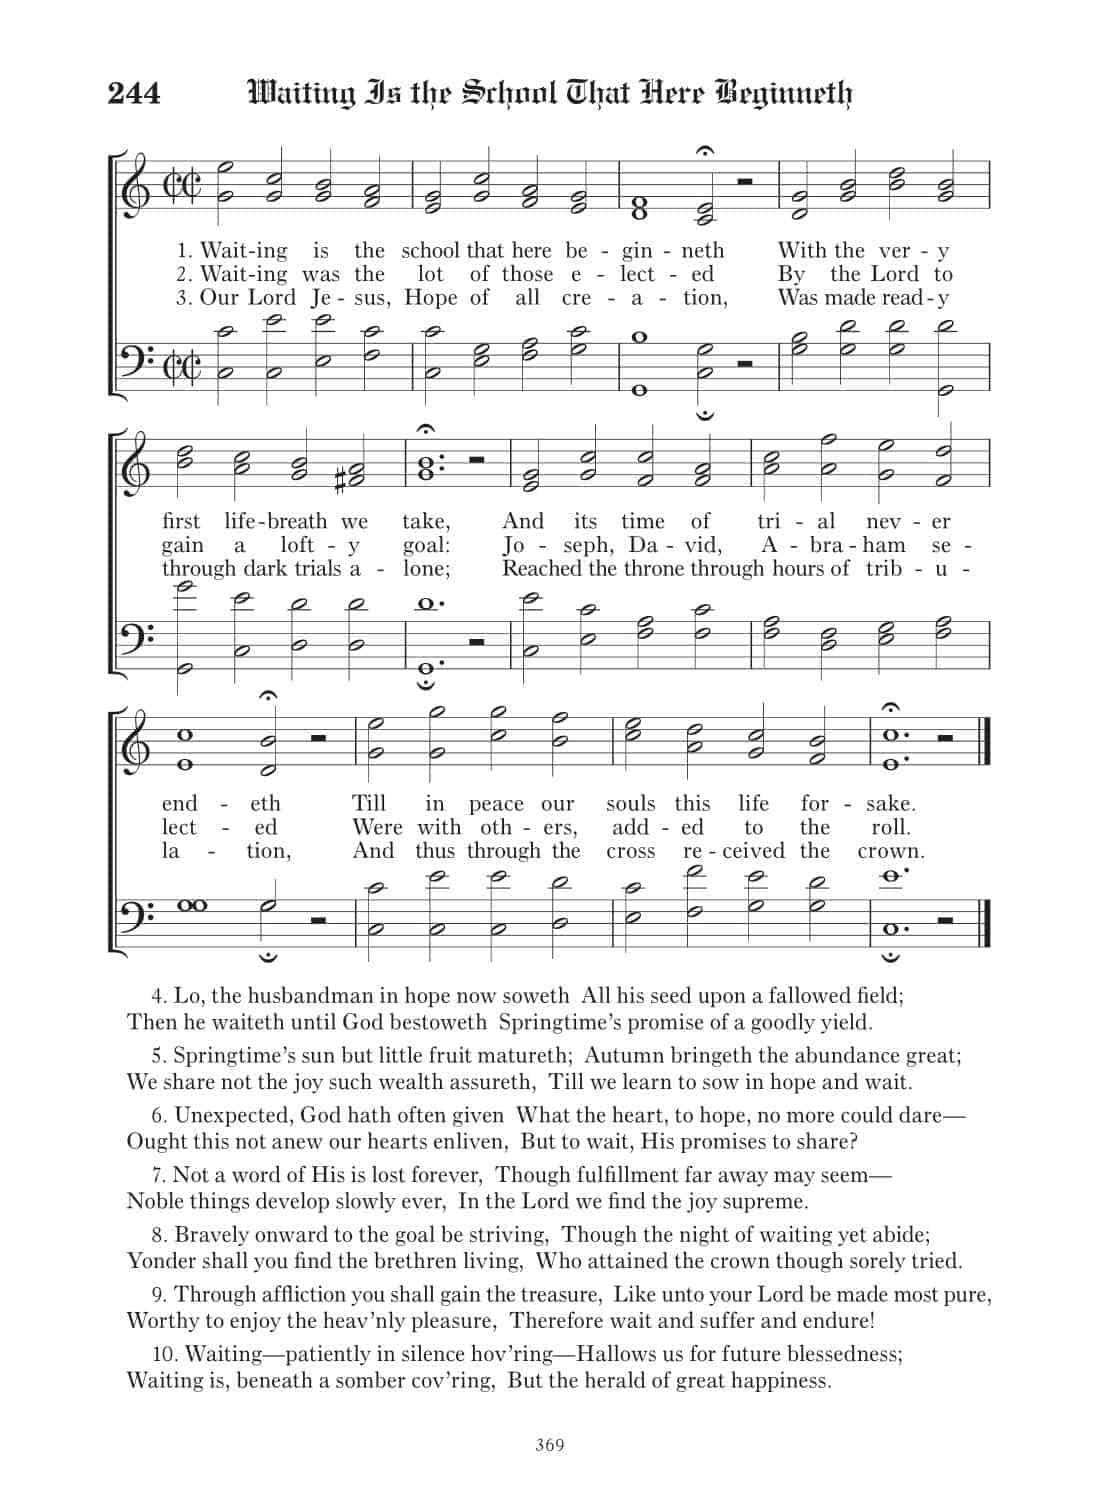 244 Waiting Is the School That Here Beginneth
1. Wait-ing is the school that here be - gin - neth With the ver - y
2. Wait-ing was the lot of those e - lect - ed By the Lord to
3. Our Lord Je - sus, Hope of all cre - a - tion, Was made read - y
first life-breath we take, And its time of tri - al nev - er
gain a loft - y goal: Jo - seph, Da - vid, A - bra - ham se -
through dark trials a - lone; Reached the throne through hours of trib - u -
end - eth Till in peace our souls this life for - sake.
lect - ed Were with oth - ers, add - ed to the roll.
la - tion, And thus through the cross re - ceived the crown.
4. Lo, the husbandman in hope now soweth All his seed upon a fallowed field;
Then he waiteth until God bestoweth Springtime's promise of a goodly yield.
5. Springtime's sun but little fruit matureth; Autumn bringeth the abundance great;
We share not the joy such wealth assureth, Till we learn to sow in hope and wait.
6. Unexpected, God hath often given What the heart, to hope, no more could dare—
Ought this not anew our hearts enliven, But to wait, His promises to share?
7. Not a word of His is lost forever, Though fulfillment far away may seem—
Noble things develop slowly ever, In the Lord we find the joy supreme.
8. Bravely onward to the goal be striving, Though the night of waiting yet abide;
Yonder shall you find the brethren living, Who attained the crown though sorely tried.
9. Through affliction you shall gain the treasure, Like unto your Lord be made most pure,
Worthy to enjoy the heav'nly pleasure, Therefore wait and suffer and endure!
10. Waiting—patiently in silence hov'ring—Hallows us for future blessedness;
Waiting is, beneath a somber cov'ring, But the herald of great happiness.
369